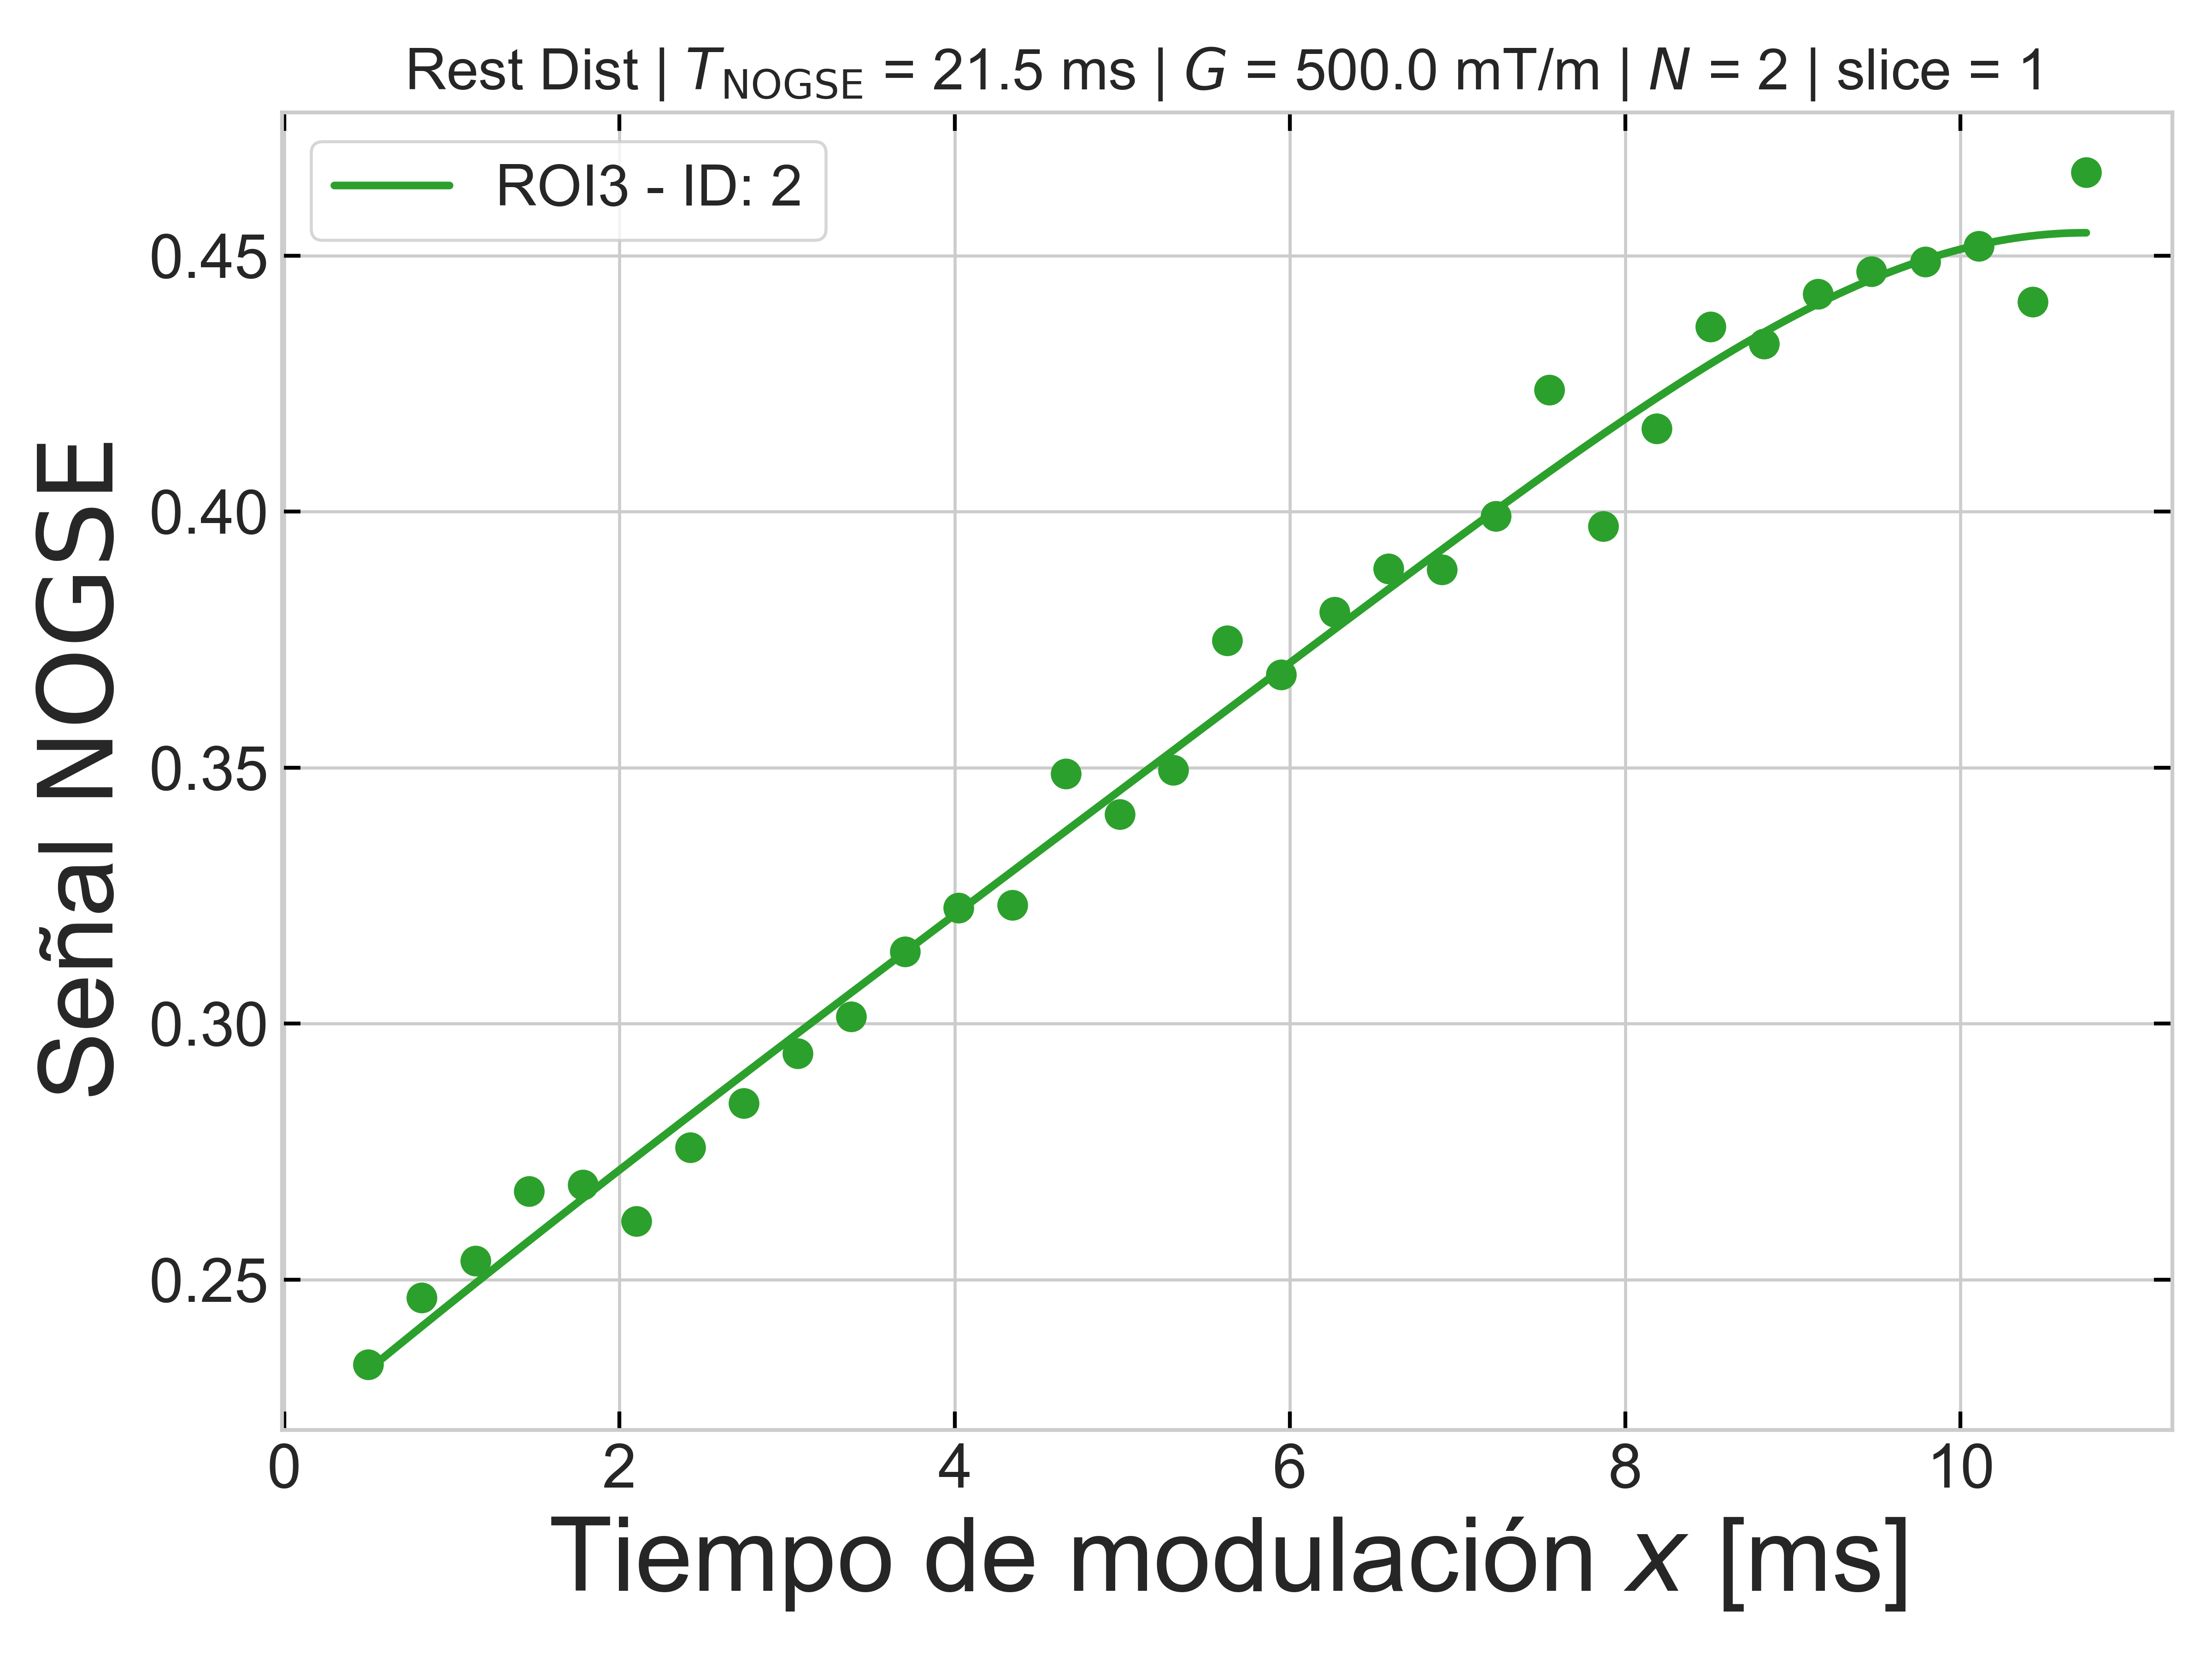 Rest Dist | T_NOGSE = 21.5 ms | G = 500.0 mT/m | N = 2 | slice = 1
ROI3 - ID: 2
Señal NOGSE
0.45
0.40
0.35
0.30
0.25
0 2 4 6 8 10
Tiempo de modulación x [ms]